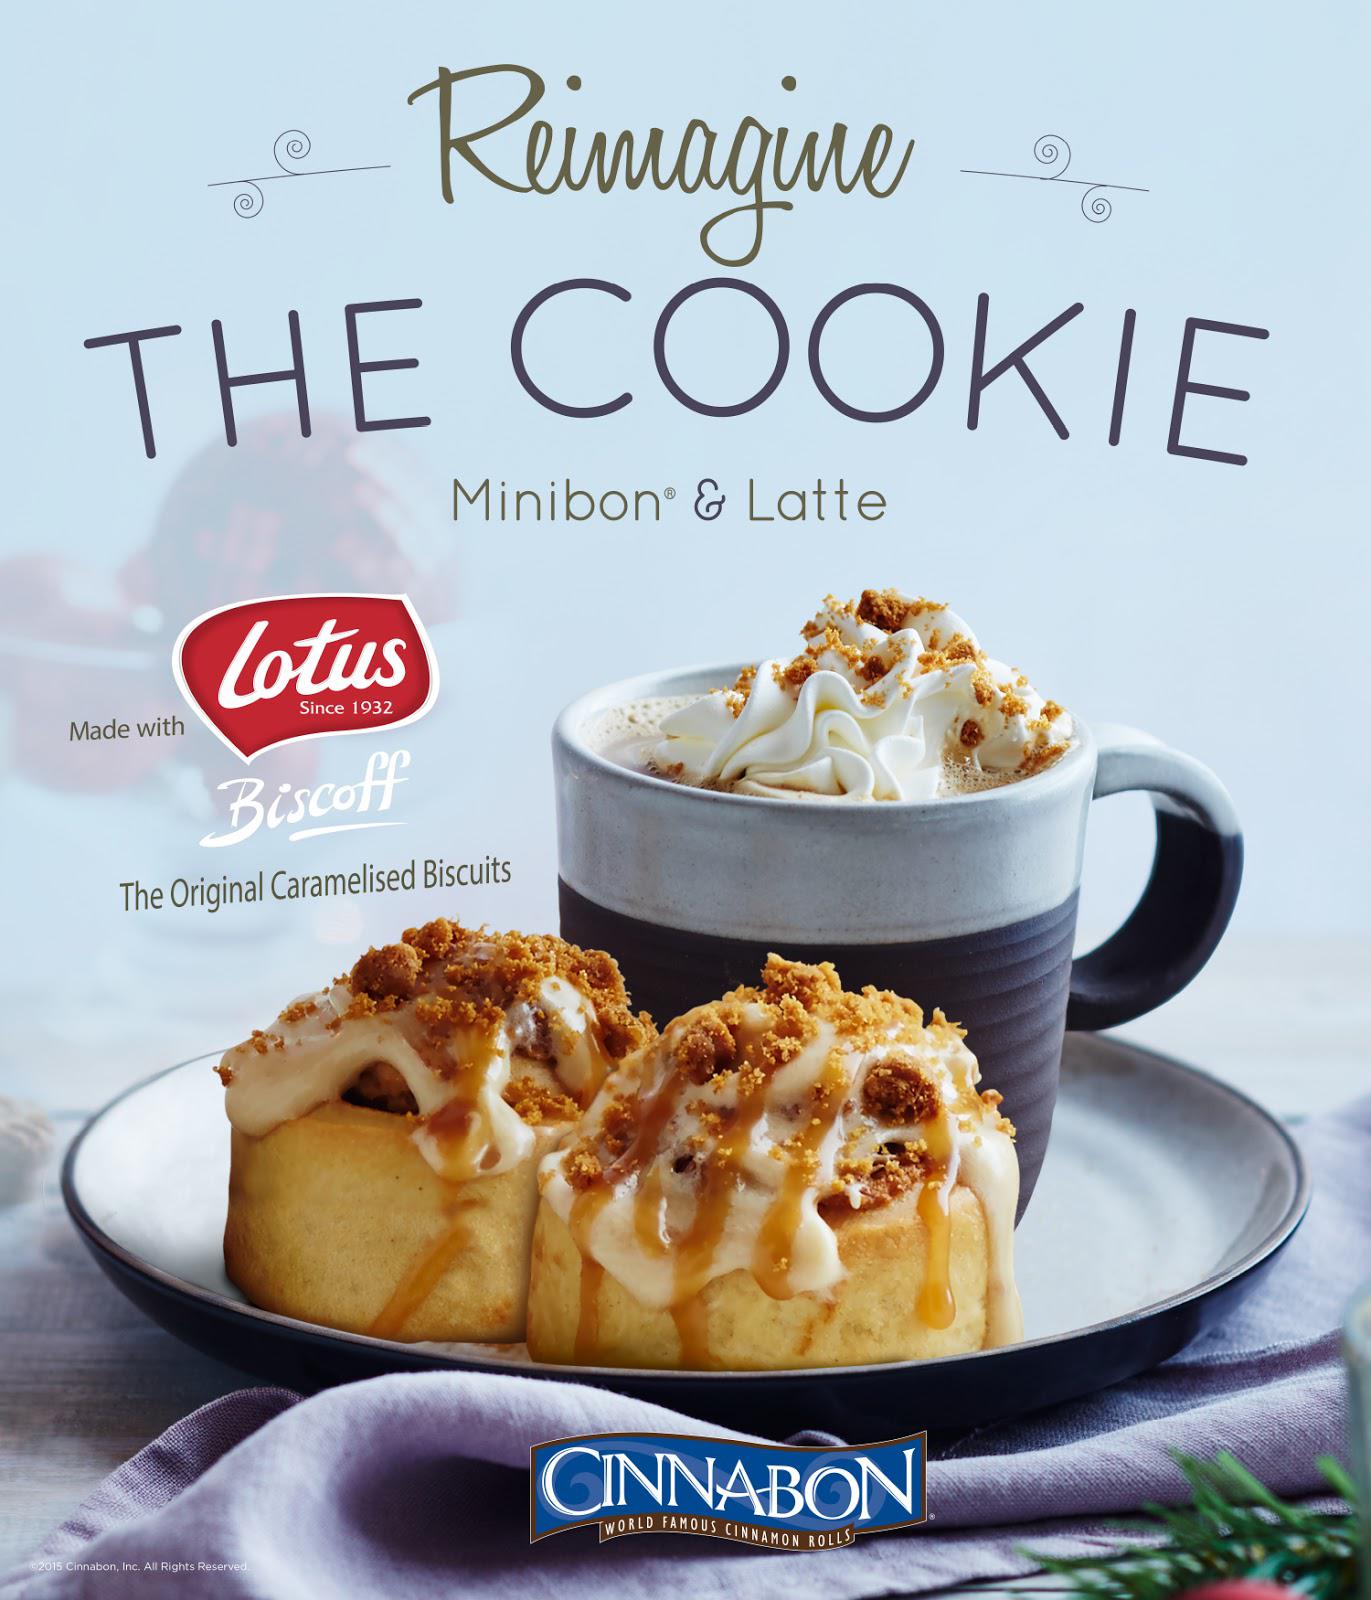 Reimagine
THE COOKIE
Minibon® & Latte
Lotus
Since 1932
Made with
Biscoff
The Original Caramelised Biscuits
CINNABON®
WORLD FAMOUS CINNAMON ROLLS
©2015 Cinnabon, Inc. All Rights Reserved.